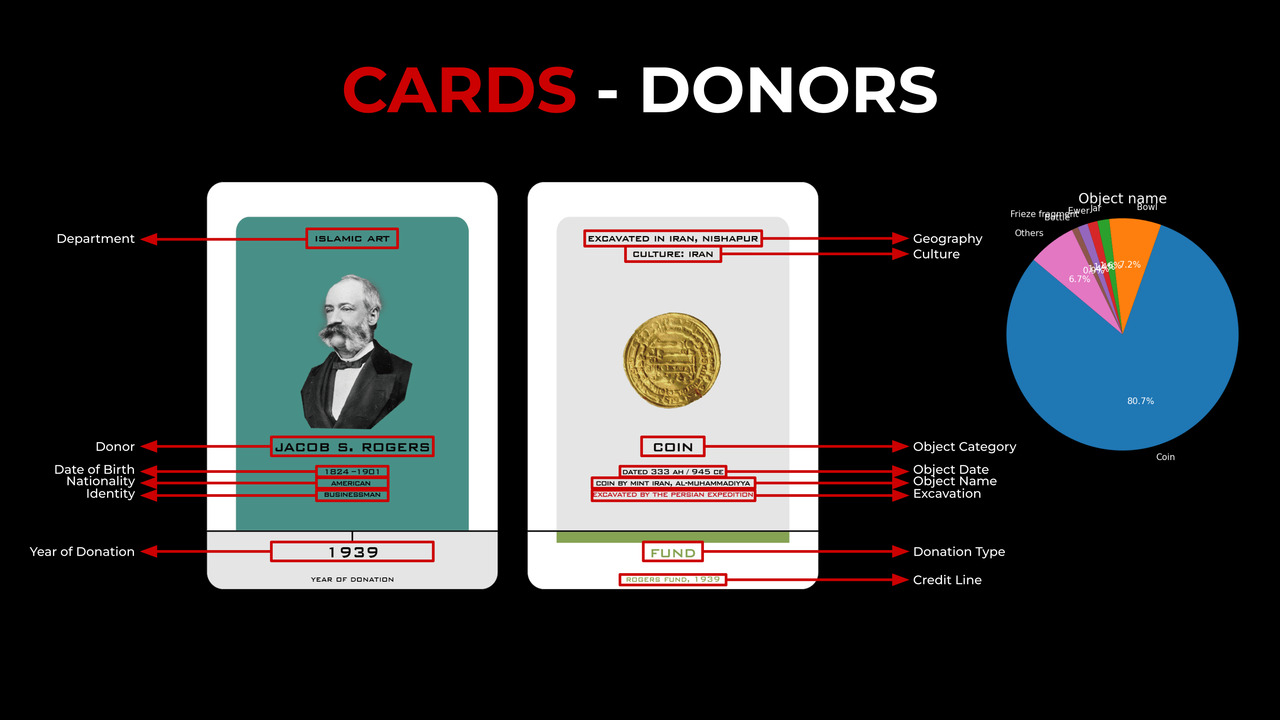 CARDS - DONORS
Department
ISLAMIC ART
Donor
JACOB S. ROGERS
Date of Birth
1824 -1901
Nationality
AMERICAN
Identity
BUSINESSMAN
Year of Donation
1939
YEAR OF DONATION
EXCAVATED IN IRAN, NISHAPUR
Geography
CULTURE: IRAN
Culture
COIN
Object Category
DATED 333 AH / 945 CE
Object Date
COIN BY MINT IRAN, AL-MUHAMMADIYYA
Object Name
EXCAVATED BY THE PERSIAN EXPEDITION
Excavation
FUND
Donation Type
ROGERS FUND, 1939
Credit Line
Object name
Bowl
Jar
Ewer
Bottle
Frieze fragment
Others
7.2%
6.7%
80.7%
Coin